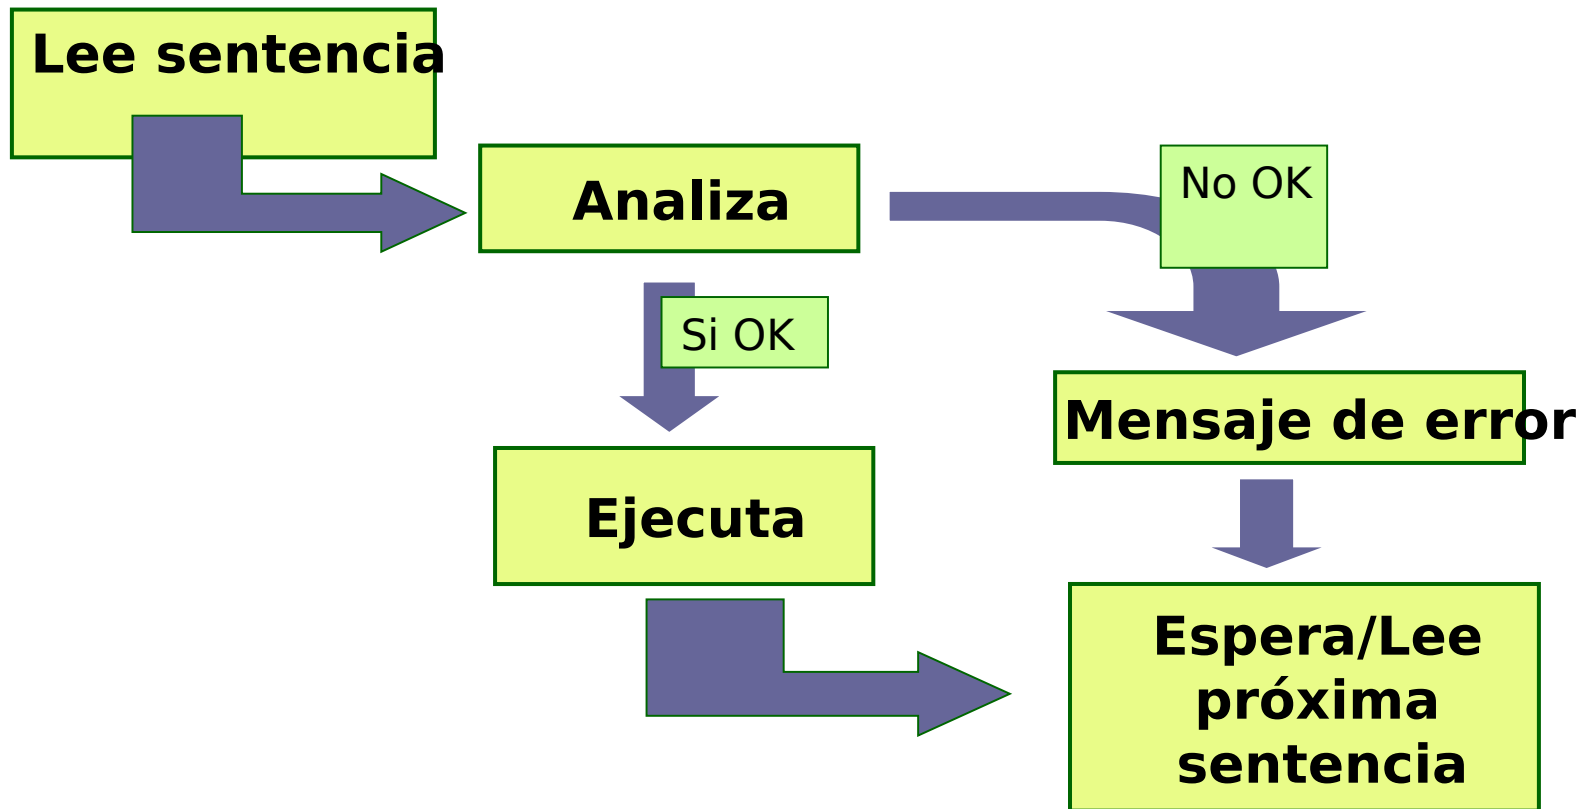 Lee sentencia
Analiza
No OK
Si OK
Mensaje de error
Ejecuta
Espera/Lee
próxima
sentencia